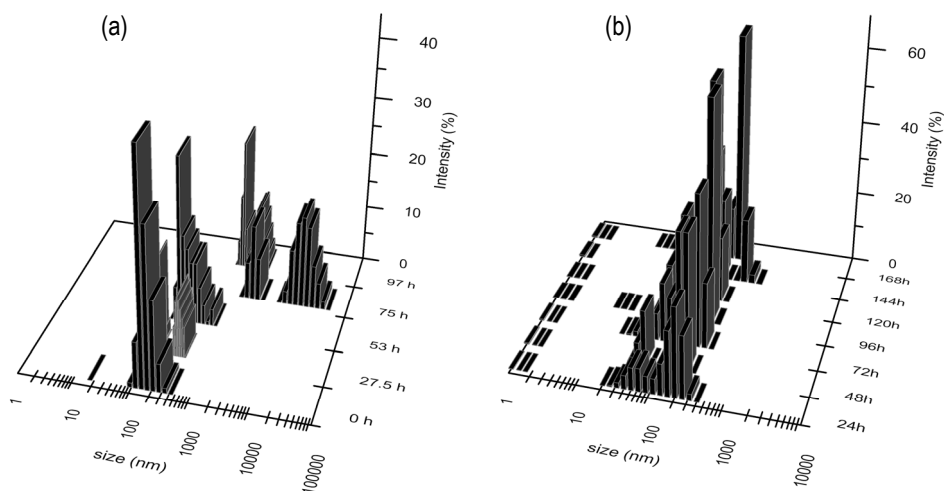 (a)
40
30
20
10
0
Intensity (%)
97 h
75 h
53 h
27.5 h
0 h
1
10
100
1000
10000
100000
size (nm)
(b)
60
40
20
0
Intensity (%)
168h
144h
120h
96h
72h
48h
24h
1
10
100
1000
10000
size (nm)